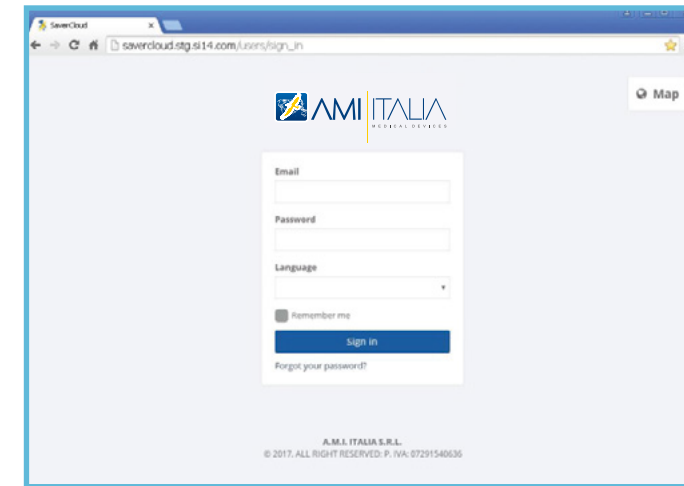 SaverCloud
savercloud.stg.si14.com/users/sign_in
Map
AMI ITALIA
MEDICAL DEVICES
Email
Password
Language
Remember me
Sign in
Forgot your password?
A.M.I. ITALIA S.R.L.
© 2017. ALL RIGHT RESERVED: P. IVA: 07291540636